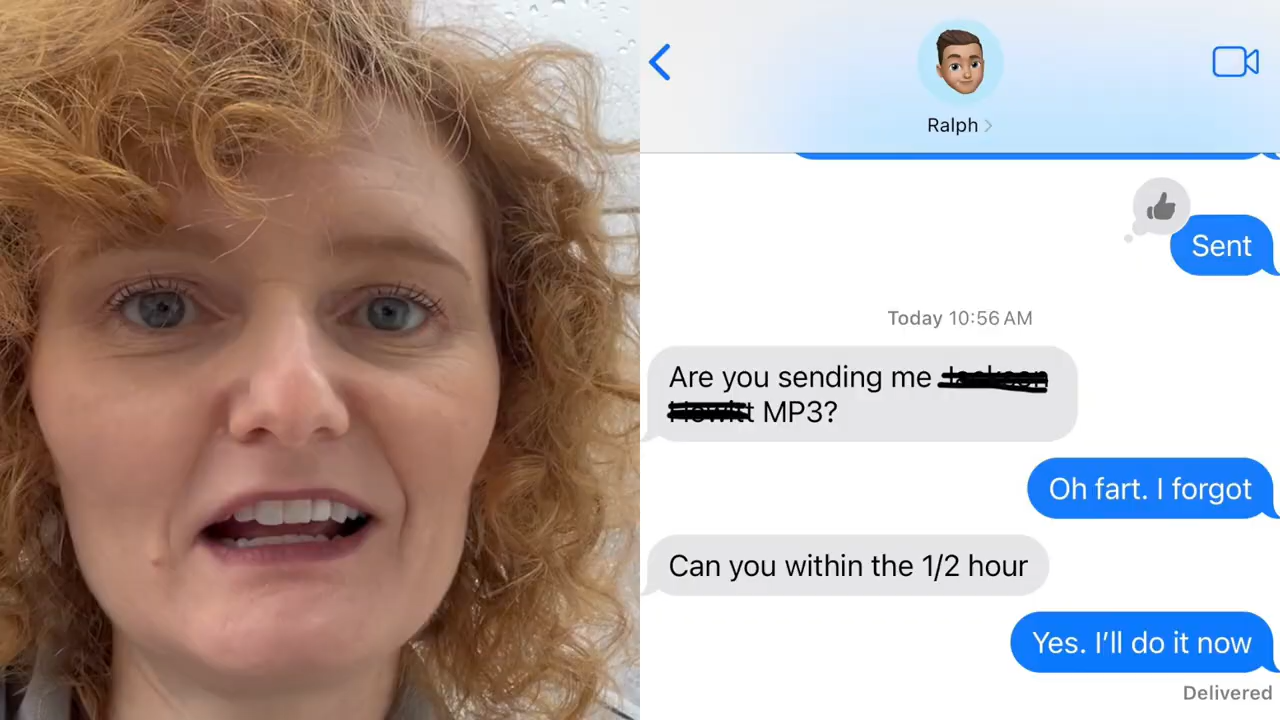 Ralph
Sent
Today 10:56 AM
Are you sending me
MP3?
Oh fart. I forgot
Can you within the 1/2 hour
Yes. I'll do it now
Delivered